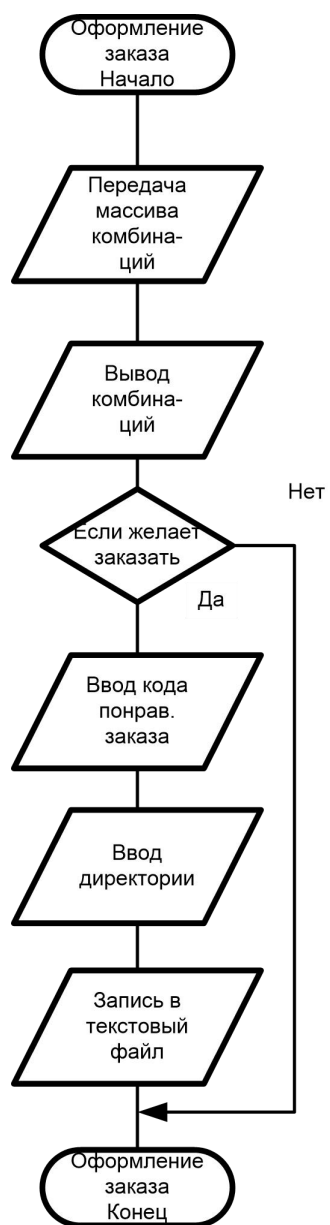 Оформление
заказа
Начало
Передача
массива
комбина-
ций
Вывод
комбина-
ций
Нет
Если желает
заказать
Да
Ввод кода
понрав.
заказа
Ввод
директории
Запись в
текстовый
файл
Оформление
заказа
Конец